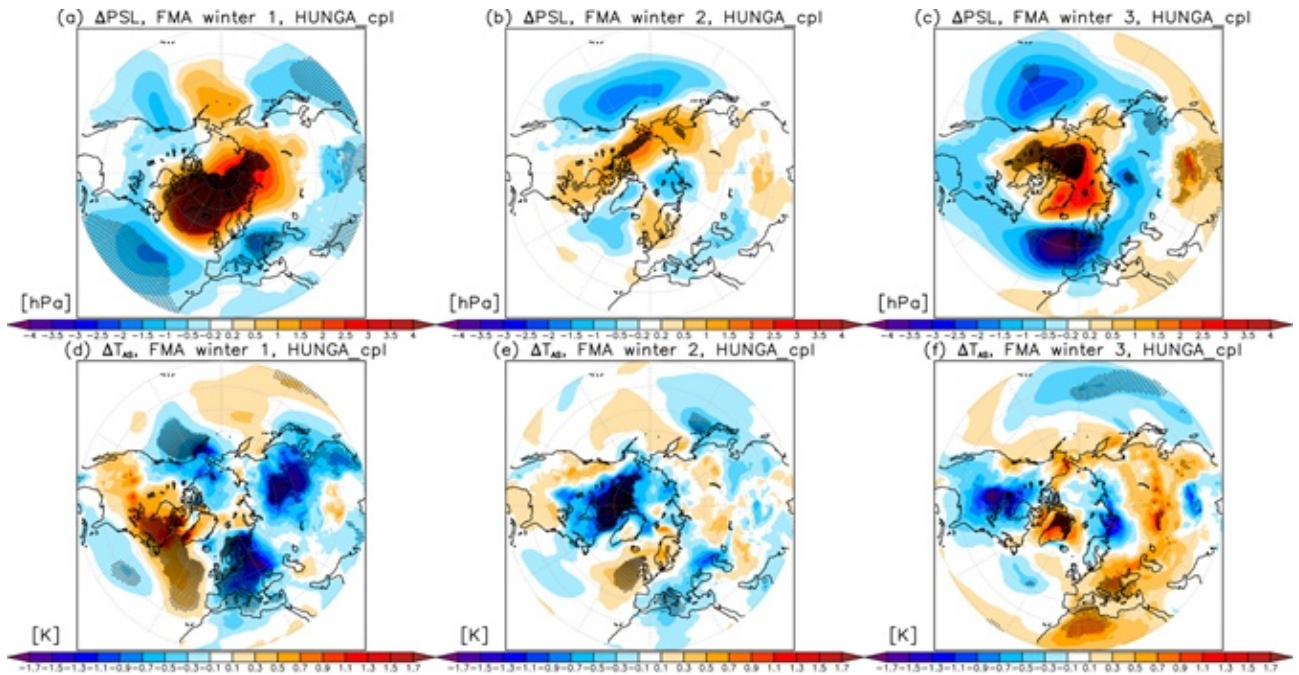 (a) ΔPSL, FMA winter 1, HUNGA_cpl
(b) ΔPSL, FMA winter 2, HUNGA_cpl
(c) ΔPSL, FMA winter 3, HUNGA_cpl
[hPa]
[hPa]
[hPa]
-4 -3.5 -3 -2.5 -2 -1.5 -1 -0.5 -0.2 0.2 0.5 1 1.5 2 2.5 3 3.5 4
-4 -3.5 -3 -2.5 -2 -1.5 -1 -0.5 -0.2 0.2 0.5 1 1.5 2 2.5 3 3.5 4
-4 -3.5 -3 -2.5 -2 -1.5 -1 -0.5 -0.2 0.2 0.5 1 1.5 2 2.5 3 3.5 4
(d) ΔTAS, FMA winter 1, HUNGA_cpl
(e) ΔTAS, FMA winter 2, HUNGA_cpl
(f) ΔTAS, FMA winter 3, HUNGA_cpl
[K]
[K]
[K]
-1.7 -1.5 -1.3 -1.1 -0.9 -0.7 -0.5 -0.3 -0.1 0.1 0.3 0.5 0.7 0.9 1.1 1.3 1.5 1.7
-1.7 -1.5 -1.3 -1.1 -0.9 -0.7 -0.5 -0.3 -0.1 0.1 0.3 0.5 0.7 0.9 1.1 1.3 1.5 1.7
-1.7 -1.5 -1.3 -1.1 -0.9 -0.7 -0.5 -0.3 -0.1 0.1 0.3 0.5 0.7 0.9 1.1 1.3 1.5 1.7